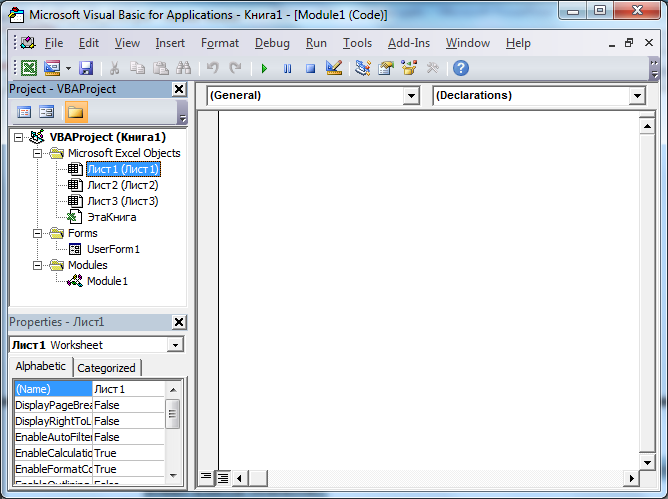 Microsoft Visual Basic for Applications - Книга1 - [Module1 (Code)]
File Edit View Insert Format Debug Run Tools Add-Ins Window Help
Project - VBAProject
(General) (Declarations)
VBAProject (Книга1)
Microsoft Excel Objects
Лист1 (Лист1)
Лист2 (Лист2)
Лист3 (Лист3)
ЭтаКнига
Forms
UserForm1
Modules
Module1
Properties - Лист1
Лист1 Worksheet
Alphabetic Categorized
(Name) Лист1
DisplayPageBrea False
DisplayRightToL False
EnableAutoFilte False
EnableCalculatio True
EnableFormatCo True
EnableOutlining False